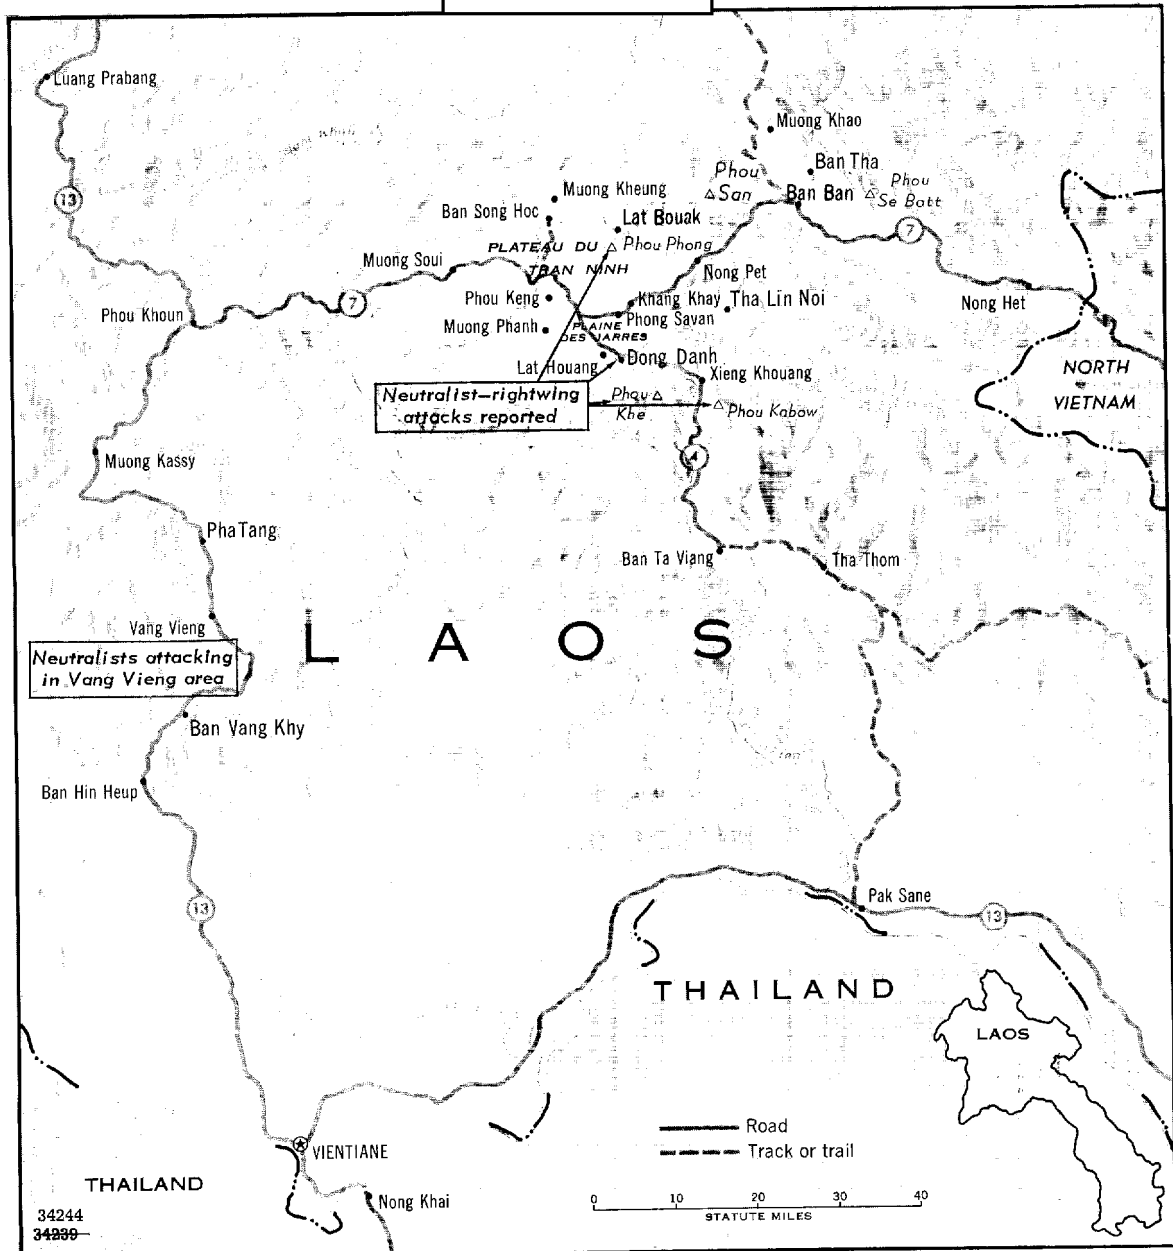 Luang Prabang
Muong Khao
Ban Tha
Phou
San
Phou
Se Bott
Ban Ban
13
Muong Kheung
Ban Song Hoc
Lat Bouak
PLATEAU DU
Phou Phong
7
TRAN NINH
Muong Soui
Nong Pet
Phou Keng
Khang Khay
Tha Lin Noi
Nong Het
7
Phou Khoun
Phong Savan
Muong Phanh
PLAINE
DES JARRES
Lat Houang
Dong Danh
Xieng Khouang
NORTH
VIETNAM
Neutralist—rightwing
attacks reported
Phou
Khe
Phou Kabow
Muong Kassy
4
Pha Tang
Ban Ta Viang
Tha Thom
Vang Vieng
LAOS
Neutralists attacking
in Vang Vieng area
Ban Vang Khy
Ban Hin Heup
Pak Sane
13
13
THAILAND
LAOS
Road
Track or trail
VIENTIANE
THAILAND
Nong Khai
0 10 20 30 40
STATUTE MILES
34244
34239